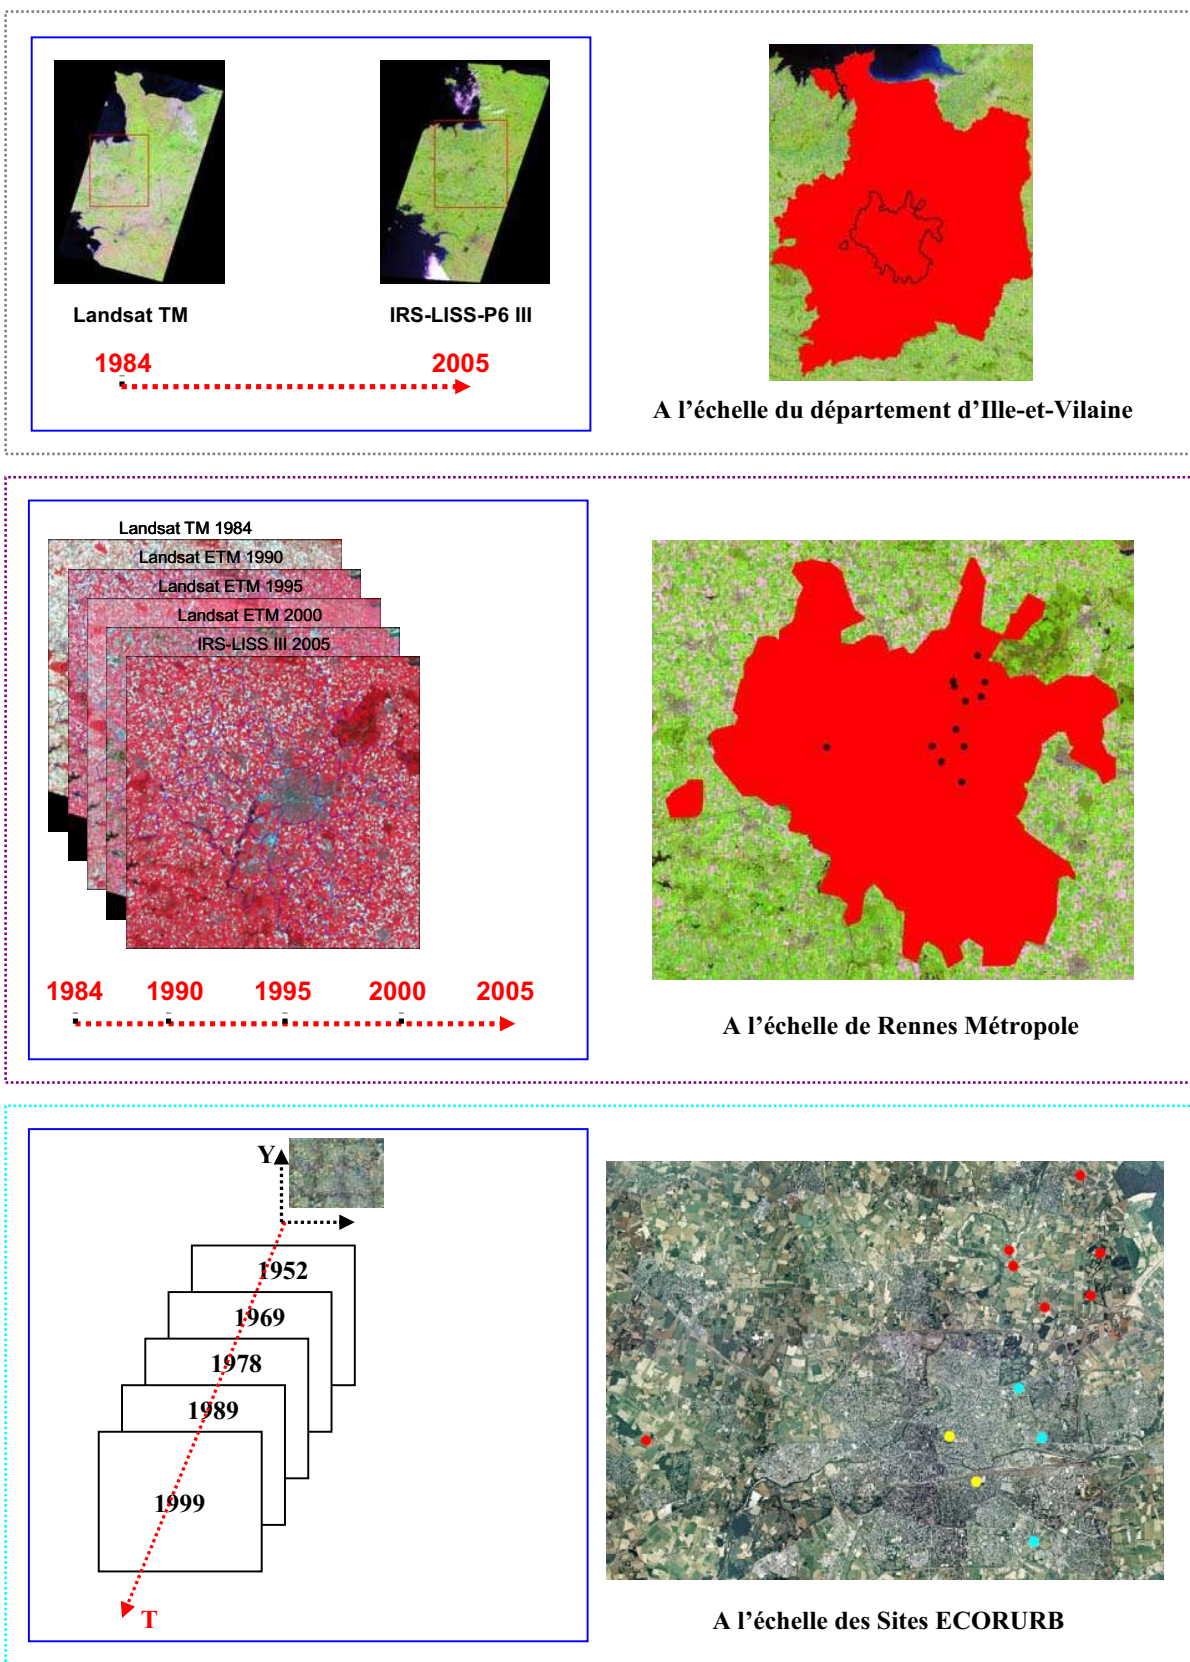 Landsat TM
IRS-LISS-P6 III
1984
2005
A l’échelle du département d’Ille-et-Vilaine
Landsat TM 1984
Landsat ETM 1990
Landsat ETM 1995
Landsat ETM 2000
IRS-LISS III 2005
1984 1990 1995 2000 2005
A l’échelle de Rennes Métropole
Y
1952
1969
1978
1989
1999
T
A l’échelle des Sites ECORURB